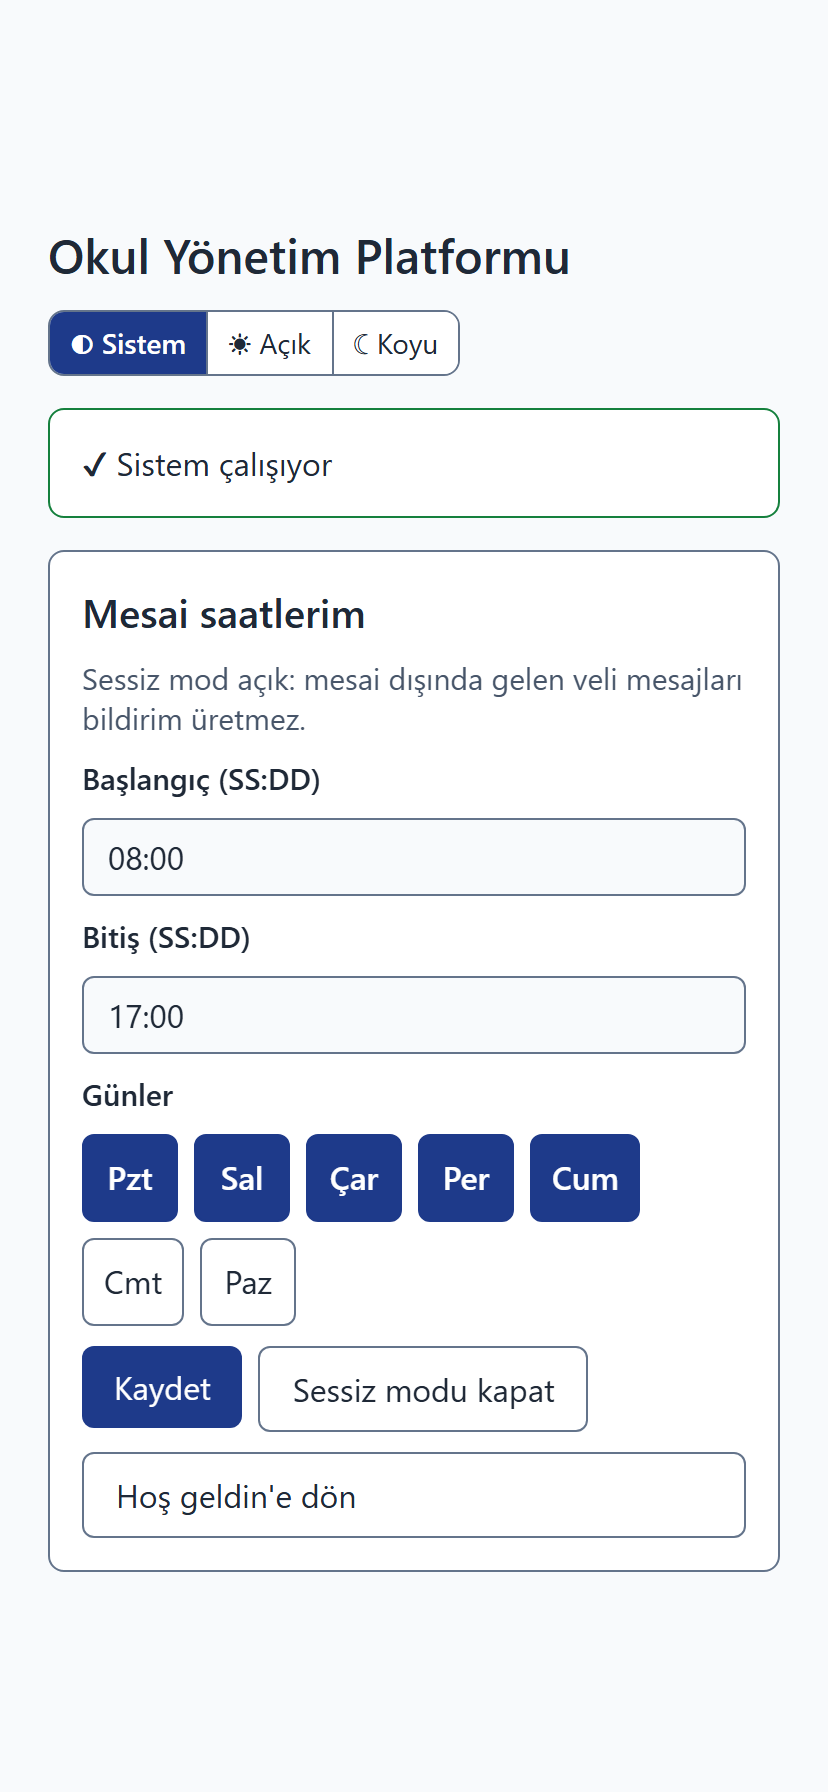 Okul Yönetim Platformu
◐ Sistem ☀ Açık ☾ Koyu
✓ Sistem çalışıyor
Mesai saatlerim
Sessiz mod açık: mesai dışında gelen veli mesajları
bildirim üretmez.
Başlangıç (SS:DD)
08:00
Bitiş (SS:DD)
17:00
Günler
Pzt Sal Çar Per Cum
Cmt Paz
Kaydet Sessiz modu kapat
Hoş geldin'e dön